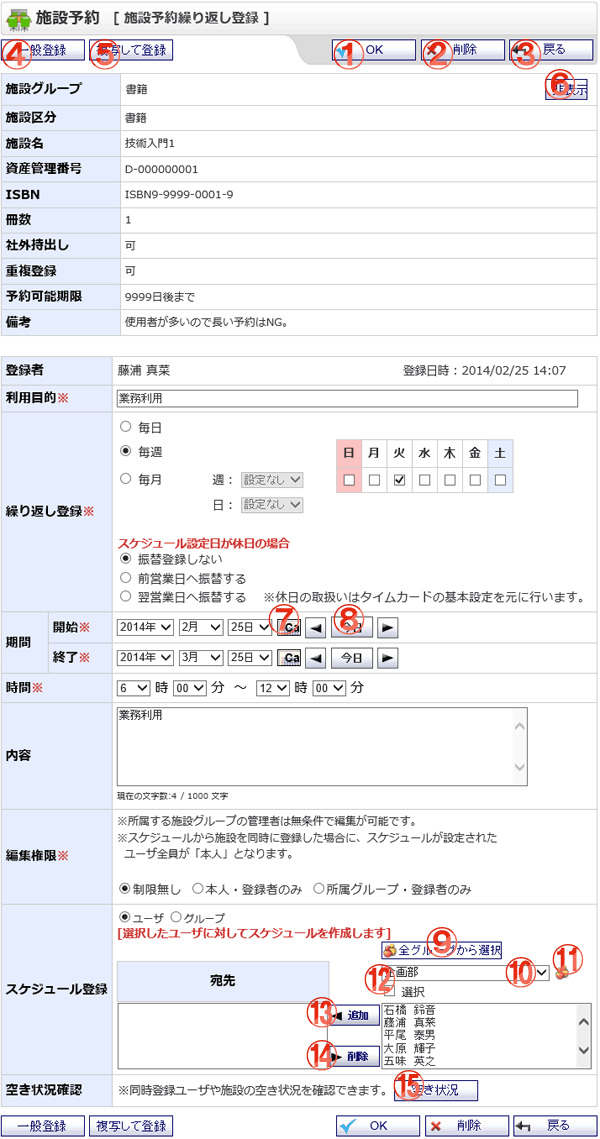 施設予約 [ 施設予約繰り返し登録 ]
④ 般登録 ⑤ 写して登録 ① OK ② 削除 ③ 戻る
施設グループ 書籍 ⑥ 表示
施設区分 書籍
施設名 技術入門1
資産管理番号 D-000000001
ISBN ISBN9-9999-0001-9
冊数 1
社外持出し 可
重複登録 可
予約可能期限 9999日後まで
備考 使用者が多いので長い予約はNG。
登録者 藤浦 真菜 登録日時：2014/02/25 14:07
利用目的※ 業務利用
繰り返し登録※
毎日
毎週 日 月 火 水 木 金 土
毎月 週： 設定なし
日： 設定なし
スケジュール設定日が休日の場合
振替登録しない
前営業日へ振替する
翌営業日へ振替する ※休日の取扱いはタイムカードの基本設定を元に行います。
期間 開始※ 2014年 2月 25日 ⑦ Ca ⑧ 今日
終了※ 2014年 3月 25日 Ca 今日
時間※ 6 時 00 分 ～ 12 時 00 分
内容 業務利用
現在の文字数:4 / 1000 文字
編集権限※
※所属する施設グループの管理者は無条件で編集が可能です。
※スケジュールから施設を同時に登録した場合に、スケジュールが設定された
ユーザ全員が「本人」となります。
制限無し 本人・登録者のみ 所属グループ・登録者のみ
スケジュール登録
ユーザ グループ
[選択したユーザに対してスケジュールを作成します]
⑨ 全グループから選択
宛先 企画部 ⑩ ⑪
⑫ 選択
⑬ 追加 石橋 鈴音
藤浦 真菜
平尾 泰男
⑭ 削除 大原 輝子
五味 英之
空き状況確認 ※同時登録ユーザや施設の空き状況を確認できます。 ⑮ 空き状況
一般登録 複写して登録 OK 削除 戻る